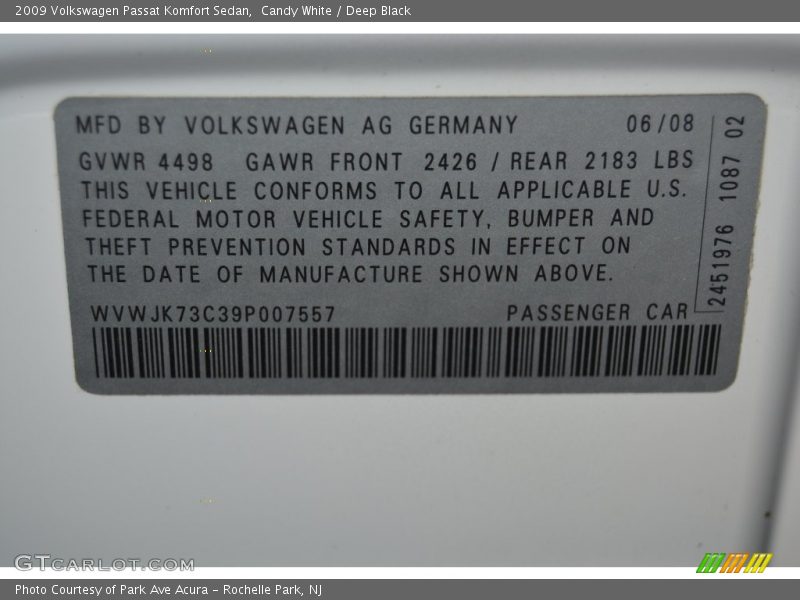 2009 Volkswagen Passat Komfort Sedan,  Candy White / Deep Black
MFD BY VOLKSWAGEN AG GERMANY 06/08
GVWR 4498 GAWR FRONT 2426 / REAR 2183 LBS
THIS VEHICLE CONFORMS TO ALL APPLICABLE U.S.
FEDERAL MOTOR VEHICLE SAFETY, BUMPER AND
THEFT PREVENTION STANDARDS IN EFFECT ON
THE DATE OF MANUFACTURE SHOWN ABOVE.
WVWJK73C39P007557 PASSENGER CAR
2451976 1087 02
GTCARLOT.COM
Photo Courtesy of Park Ave Acura - Rochelle Park, NJ